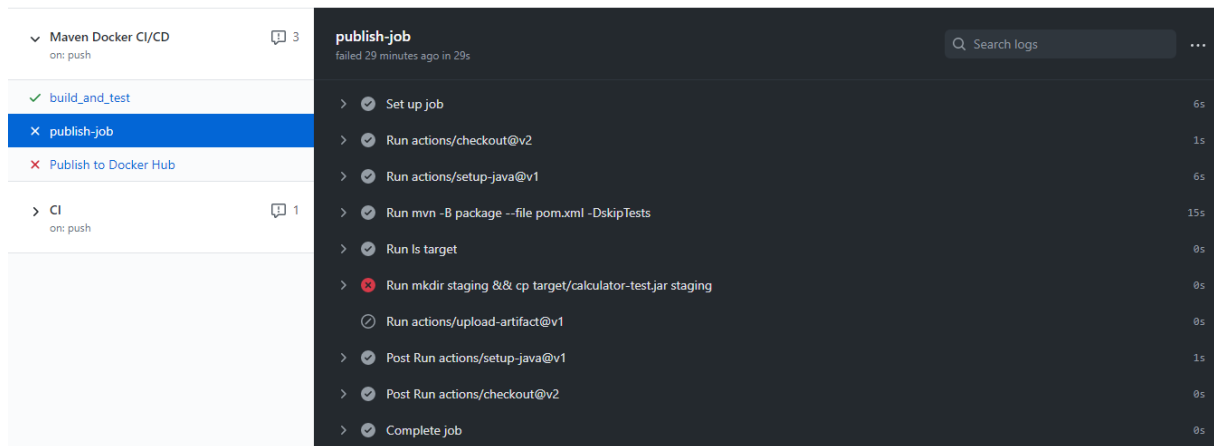 Maven Docker CI/CD 3
on: push
build_and_test
publish-job
Publish to Docker Hub
CI 1
on: push
publish-job
failed 29 minutes ago in 29s
Search logs
Set up job 6s
Run actions/checkout@v2 1s
Run actions/setup-java@v1 6s
Run mvn -B package --file pom.xml -DskipTests 15s
Run ls target 0s
Run mkdir staging && cp target/calculator-test.jar staging 0s
Run actions/upload-artifact@v1 0s
Post Run actions/setup-java@v1 1s
Post Run actions/checkout@v2 0s
Complete job 0s